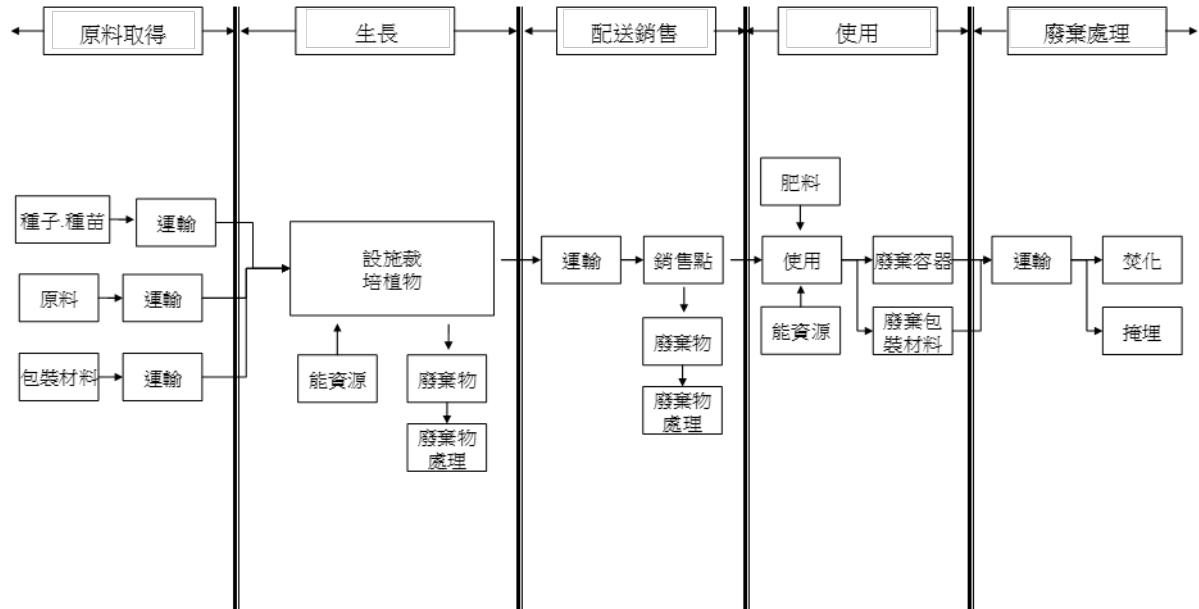 原料取得
生長
配送銷售
使用
廢棄處理
種子.種苗
運輸
原料
運輸
包裝材料
運輸
設施裁
培植物
能資源
廢棄物
廢棄物
處理
運輸
銷售點
廢棄物
廢棄物
處理
肥料
使用
能資源
廢棄容器
廢棄包
裝材料
運輸
焚化
掩埋